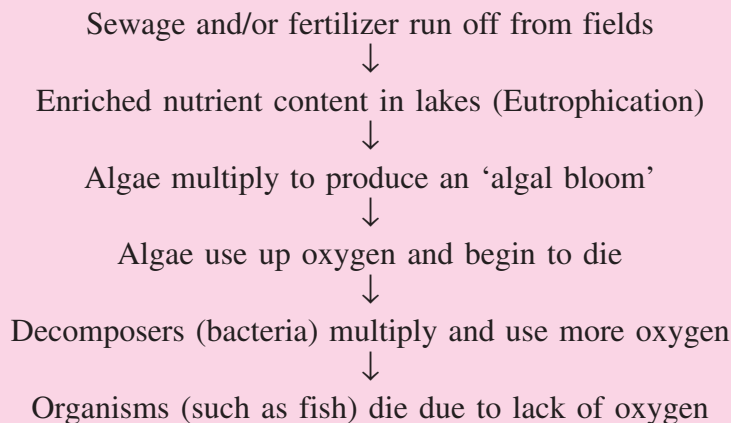 Sewage and/or fertilizer run off from fields
↓
Enriched nutrient content in lakes (Eutrophication)
↓
Algae multiply to produce an ‘algal bloom’
↓
Algae use up oxygen and begin to die
↓
Decomposers (bacteria) multiply and use more oxygen
↓
Organisms (such as fish) die due to lack of oxygen